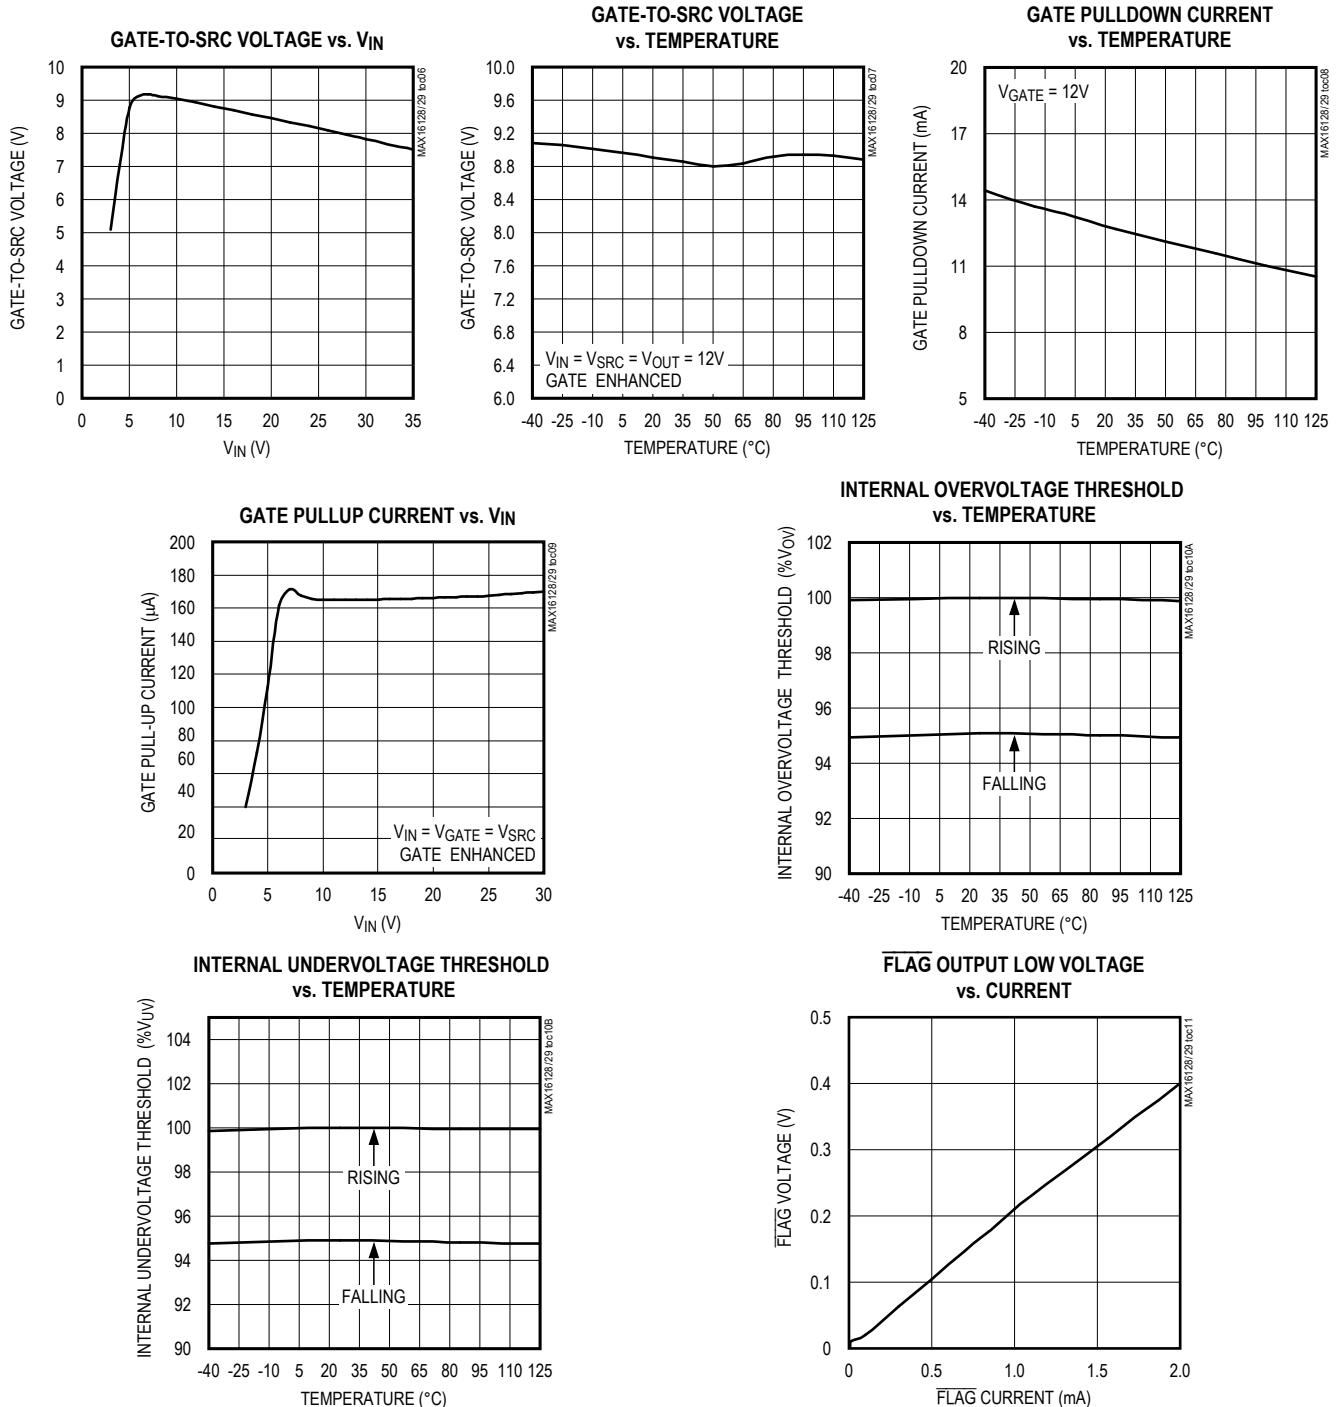 GATE-TO-SRC VOLTAGE vs. VIN
10
9
8
7
6
5
4
3
2
1
0
0 5 10 15 20 25 30 35
GATE-TO-SRC VOLTAGE (V)
VIN (V)
MAX16128/29 toc06
GATE-TO-SRC VOLTAGE
vs. TEMPERATURE
10.0
9.6
9.2
8.8
8.4
8.0
7.6
7.2
6.8
6.4
6.0
-40 -25 -10 5 20 35 50 65 80 95 110 125
GATE-TO-SRC VOLTAGE (V)
TEMPERATURE (°C)
VIN = VSRC = VOUT = 12V
GATE ENHANCED
MAX16128/29 toc07
GATE PULLDOWN CURRENT
vs. TEMPERATURE
20
17
14
11
8
5
-40 -25 -10 5 20 35 50 65 80 95 110 125
GATE PULLDOWN CURRENT (mA)
TEMPERATURE (°C)
VGATE = 12V
MAX16128/29 toc08
GATE PULLUP CURRENT vs. VIN
200
180
160
140
120
100
80
60
40
20
0
0 5 10 15 20 25 30
GATE PULL-UP CURRENT (µA)
VIN (V)
VIN = VGATE = VSRC
GATE ENHANCED
MAX16128/29 toc09
INTERNAL OVERVOLTAGE THRESHOLD
vs. TEMPERATURE
102
100
98
96
94
92
90
-40 -25 -10 5 20 35 50 65 80 95 110 125
INTERNAL OVERVOLTAGE THRESHOLD (%VOV)
TEMPERATURE (°C)
RISING
FALLING
MAX16128/29 toc10A
INTERNAL UNDERVOLTAGE THRESHOLD
vs. TEMPERATURE
104
102
100
98
96
94
92
90
-40 -25 -10 5 20 35 50 65 80 95 110 125
INTERNAL UNDERVOLTAGE THRESHOLD (%VUV)
TEMPERATURE (°C)
RISING
FALLING
MAX16128/29 toc10B
FLAG OUTPUT LOW VOLTAGE
vs. CURRENT
0.5
0.4
0.3
0.2
0.1
0
0 0.5 1.0 1.5 2.0
FLAG VOLTAGE (V)
FLAG CURRENT (mA)
MAX16128/29 toc11